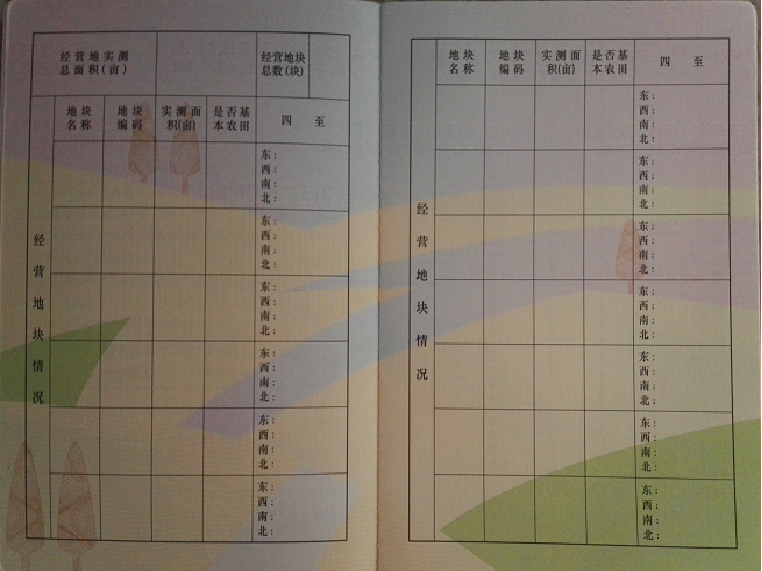 经营地实测 经营地块
总面积(亩) 总数(块)
地块 地块 实测面 是否基 四 至
名称 编码 积(亩) 本农田
经营地块情况
东：
西：
南：
北：
东：
西：
南：
北：
东：
西：
南：
北：
东：
西：
南：
北：
东：
西：
南：
北：
东：
西：
南：
北：
地块 地块 实测面 是否基 四 至
名称 编码 积(亩) 本农田
经营地块情况
东：
西：
南：
北：
东：
西：
南：
北：
东：
西：
南：
北：
东：
西：
南：
北：
东：
西：
南：
北：
东：
西：
南：
北：
东：
西：
南：
北：